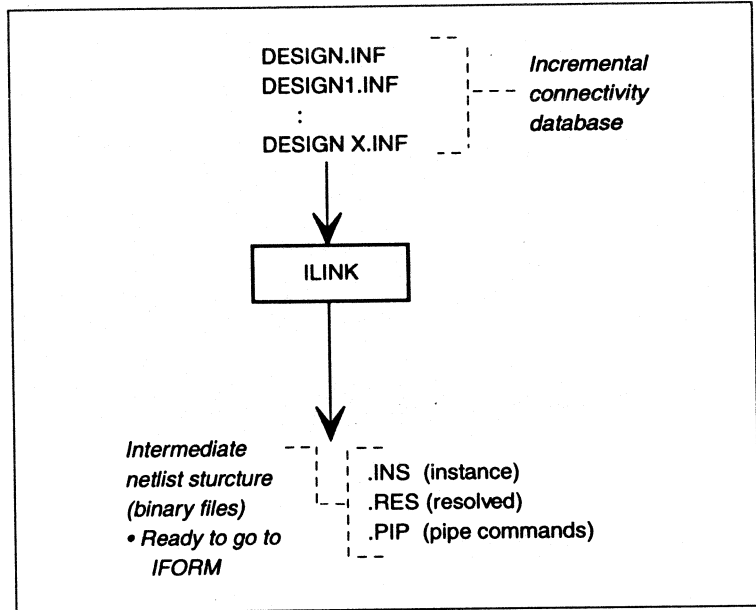 DESIGN.INF
DESIGN1.INF
:
DESIGN X.INF
Incremental
connectivity
database
ILINK
Intermediate
netlist sturcture
(binary files)
• Ready to go to
IFORM
.INS (instance)
.RES (resolved)
.PIP (pipe commands)